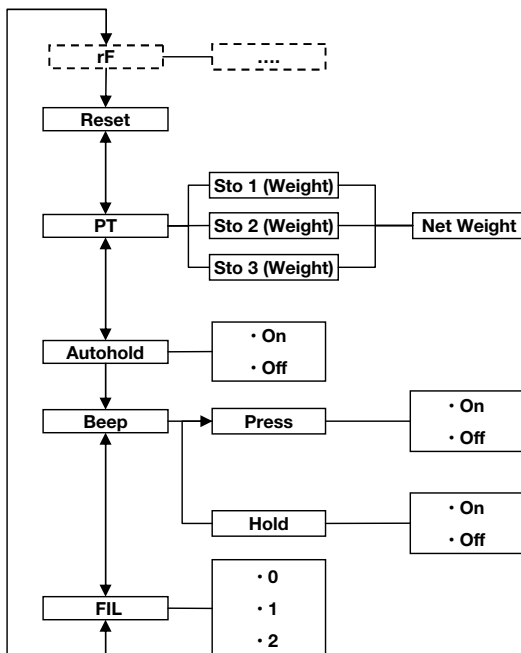 rF
....
Reset
Sto 1 (Weight)
PT
Sto 2 (Weight)
Net Weight
Sto 3 (Weight)
Autohold
· On
· Off
Beep
Press
· On
· Off
Hold
· On
· Off
FIL
· 0
· 1
· 2